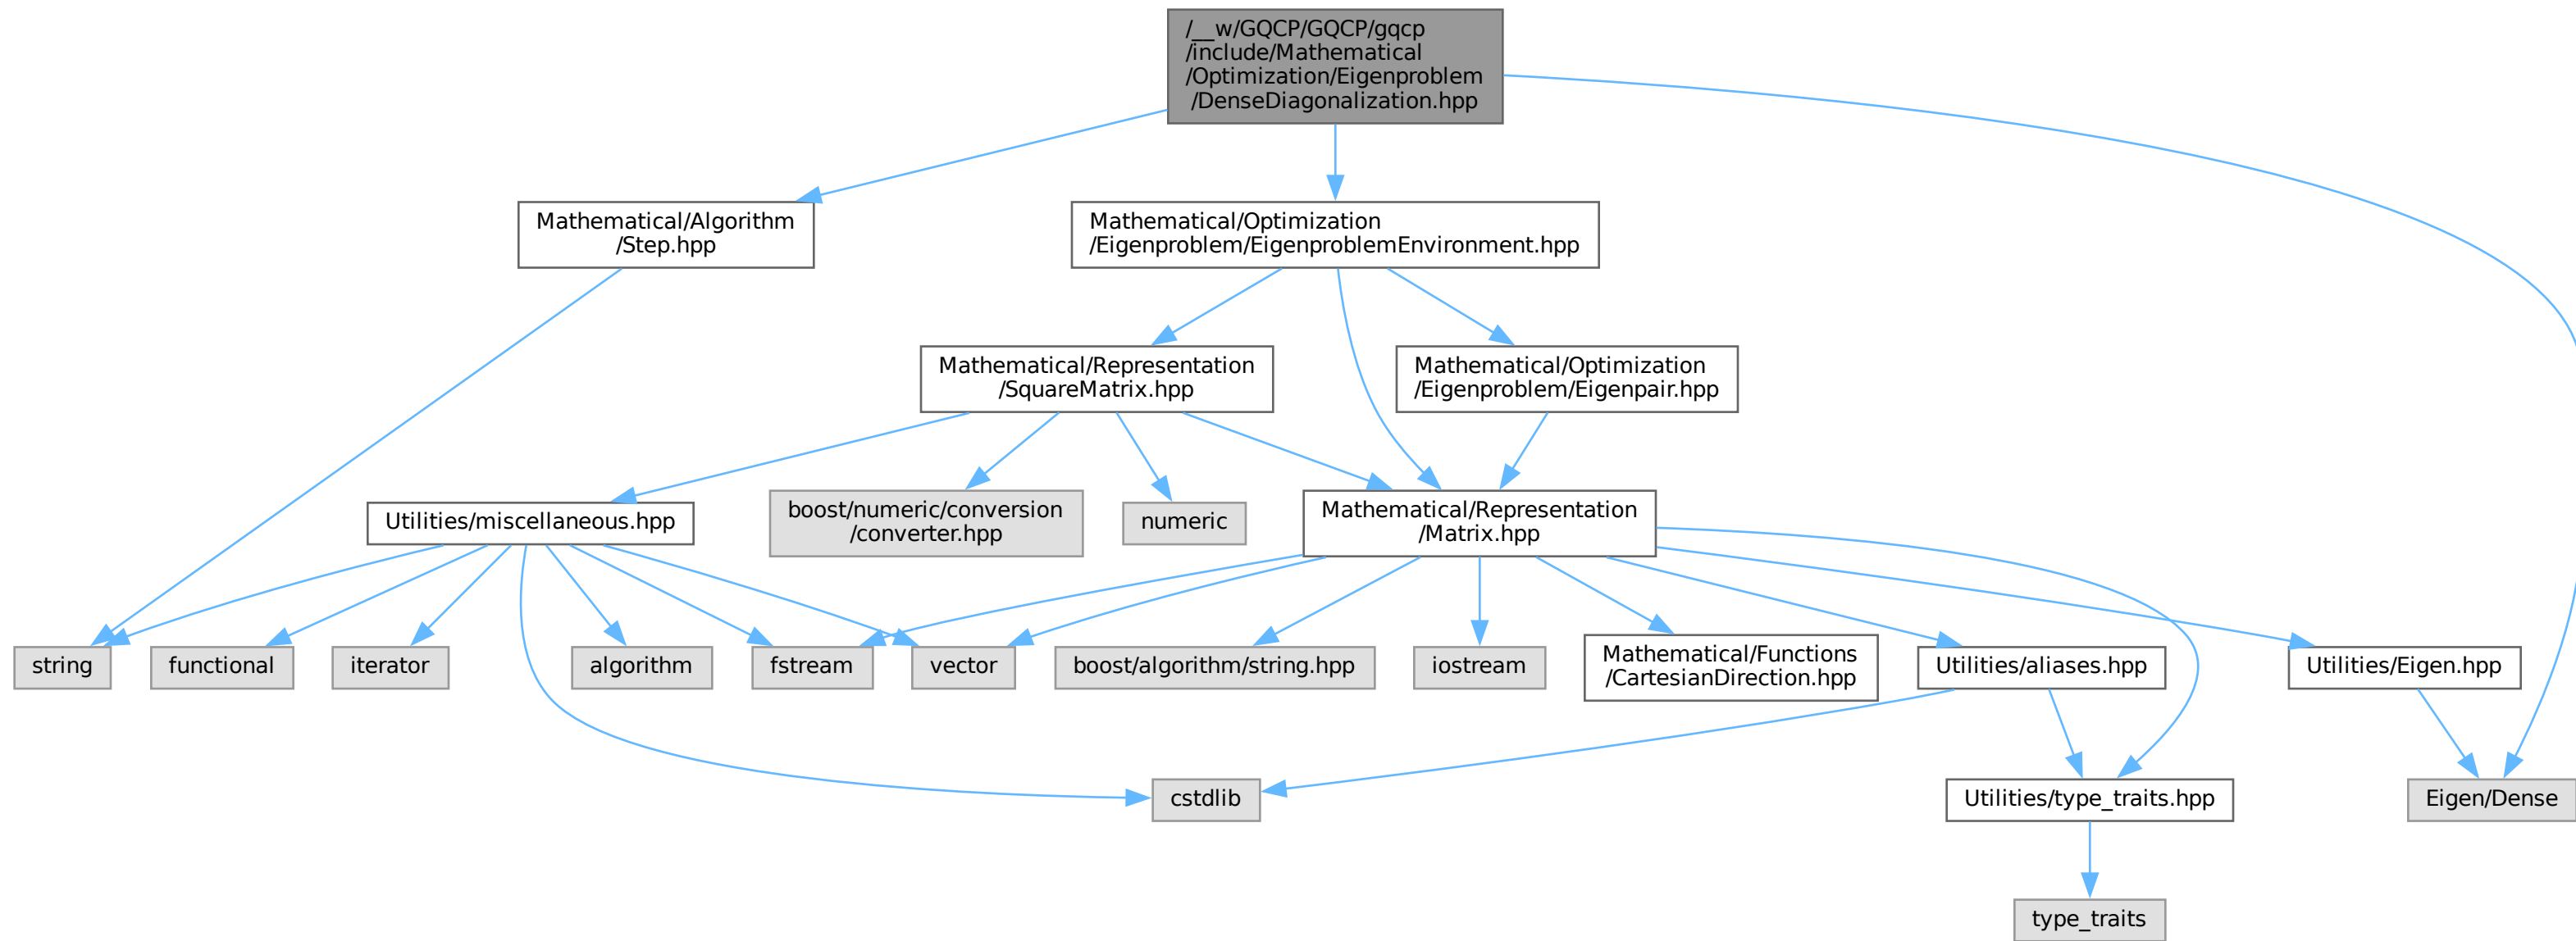 /__w/GQCP/GQCP/gqcp
/include/Mathematical
/Optimization/Eigenproblem
/DenseDiagonalization.hpp
Mathematical/Algorithm
/Step.hpp
Mathematical/Optimization
/Eigenproblem/EigenproblemEnvironment.hpp
Mathematical/Representation
/SquareMatrix.hpp
Mathematical/Optimization
/Eigenproblem/Eigenpair.hpp
Utilities/miscellaneous.hpp
boost/numeric/conversion
/converter.hpp
numeric
Mathematical/Representation
/Matrix.hpp
string
functional
iterator
algorithm
fstream
vector
boost/algorithm/string.hpp
iostream
Mathematical/Functions
/CartesianDirection.hpp
Utilities/aliases.hpp
Utilities/Eigen.hpp
cstdlib
Utilities/type_traits.hpp
Eigen/Dense
type_traits